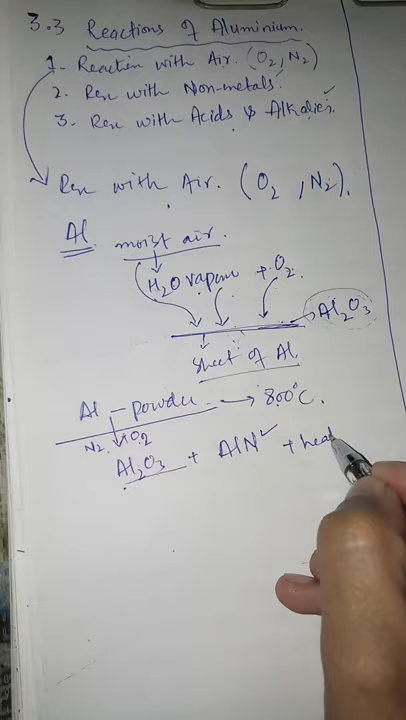 3.3 Reactions of Aluminium.
1- Reaction with Air. (O2, N2)
2. Rxn with Non-metals.
3. Rxn with Acids & Alkalies.
Rxn with Air. (O2, N2).
Al moist air.
H2O vapour + O2.
Al2O3
Sheet of Al.
Al - powder → 800°C.
N2. ↓ O2
Al2O3 + AlN ✓ + heat